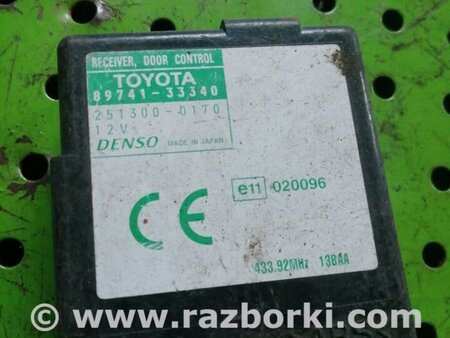 RECEIVER, DOOR CONTROL
TOYOTA
89741-33340
251300-0170
12V
DENSO MADE IN JAPAN
CE
e11 020096
433.92MHz 13BAA
© www.razborki.com